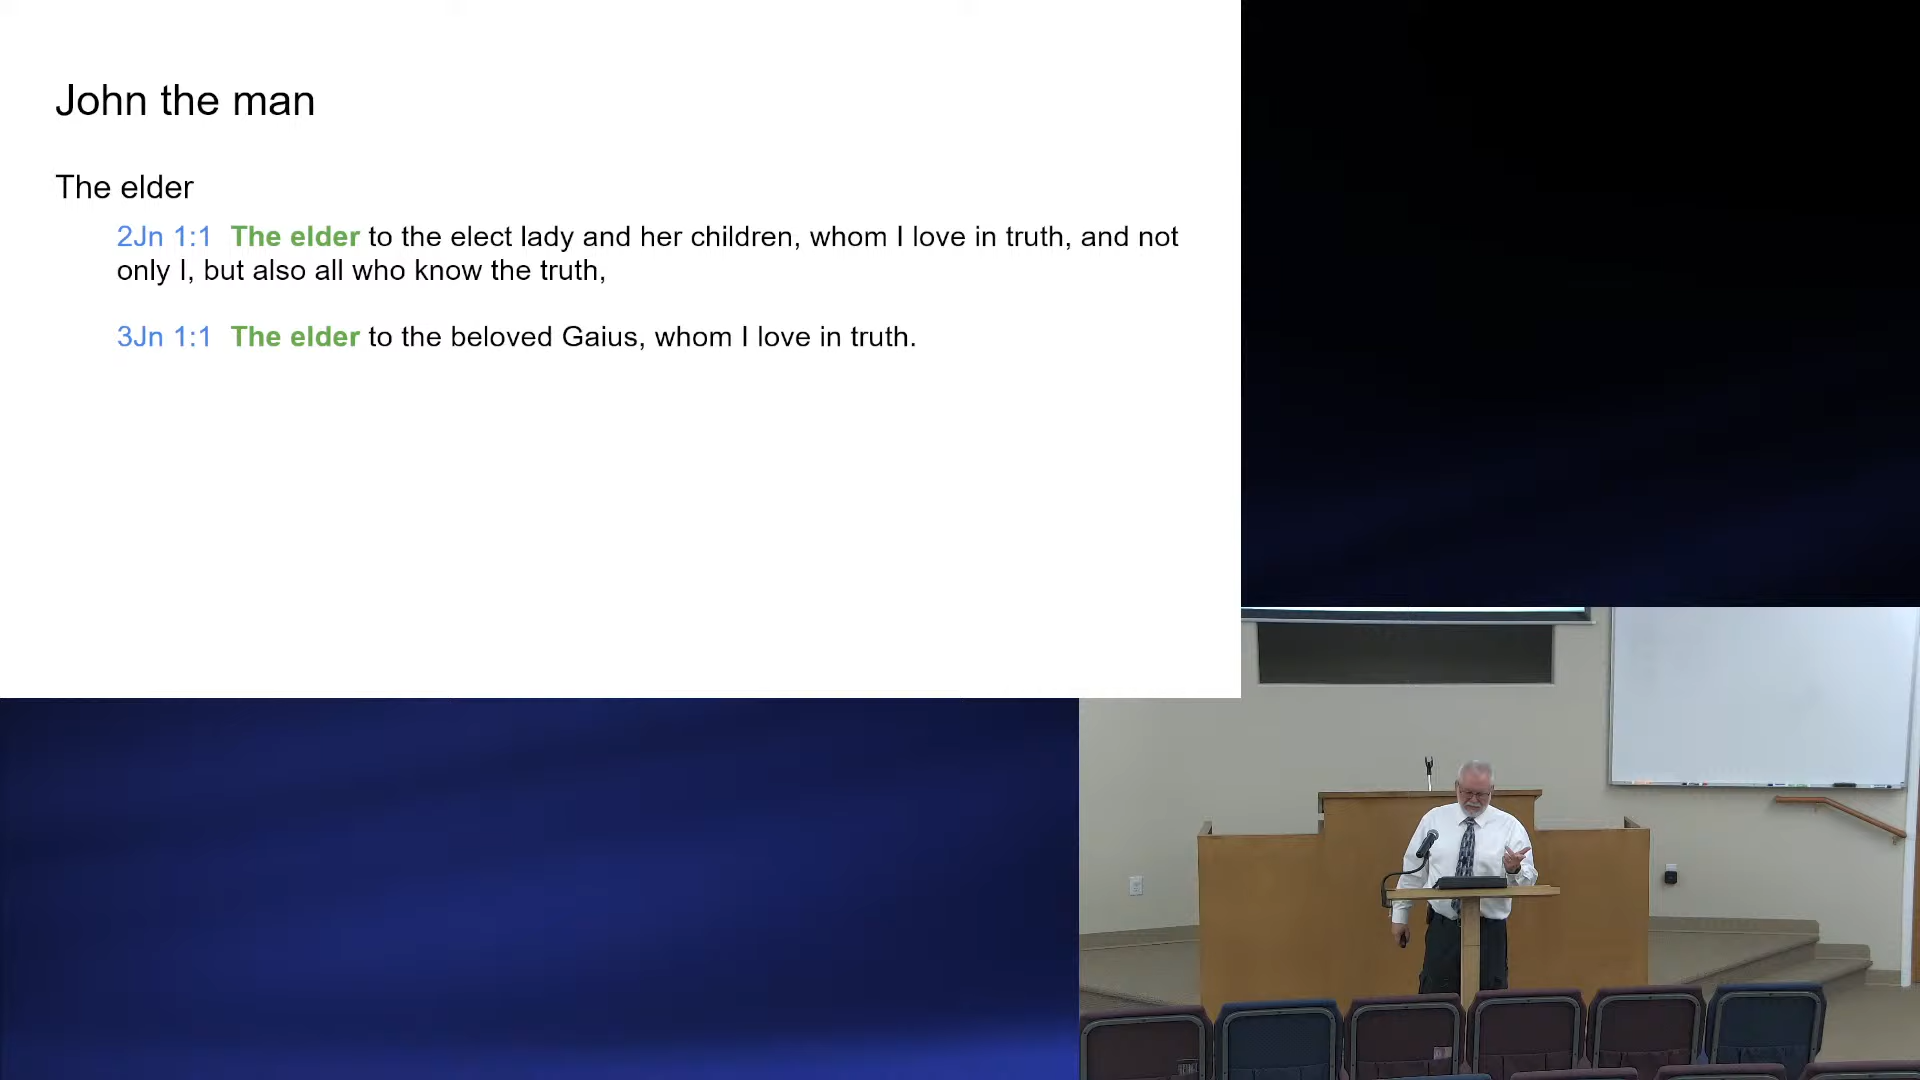 John the man
The elder
2Jn 1:1 The elder to the elect lady and her children, whom I love in truth, and not
only I, but also all who know the truth,
3Jn 1:1 The elder to the beloved Gaius, whom I love in truth.